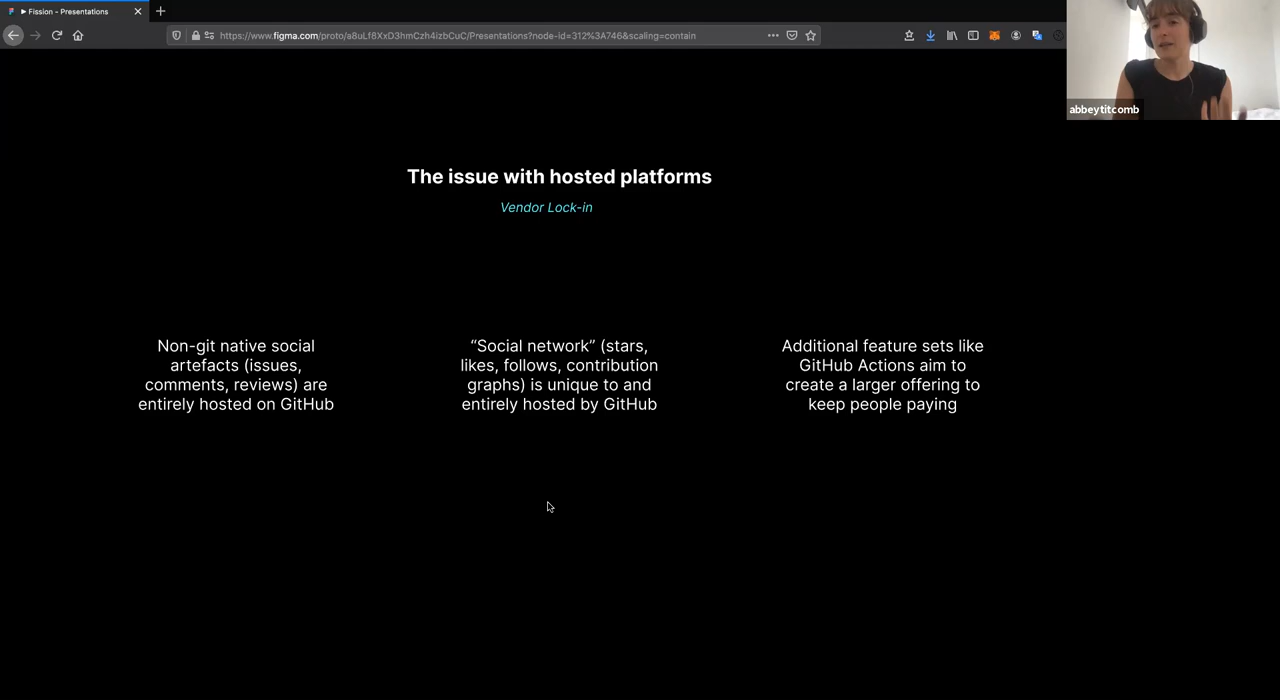 Fission - Presentations
https://www.figma.com/proto/a8uLf6XxD3hmCzh4izbCuC/Presentations?node-id=312%3A746&scaling=contain
abbeytitcomb
The issue with hosted platforms
Vendor Lock-in
Non-git native social
artefacts (issues,
comments, reviews) are
entirely hosted on GitHub
“Social network” (stars,
likes, follows, contribution
graphs) is unique to and
entirely hosted by GitHub
Additional feature sets like
GitHub Actions aim to
create a larger offering to
keep people paying